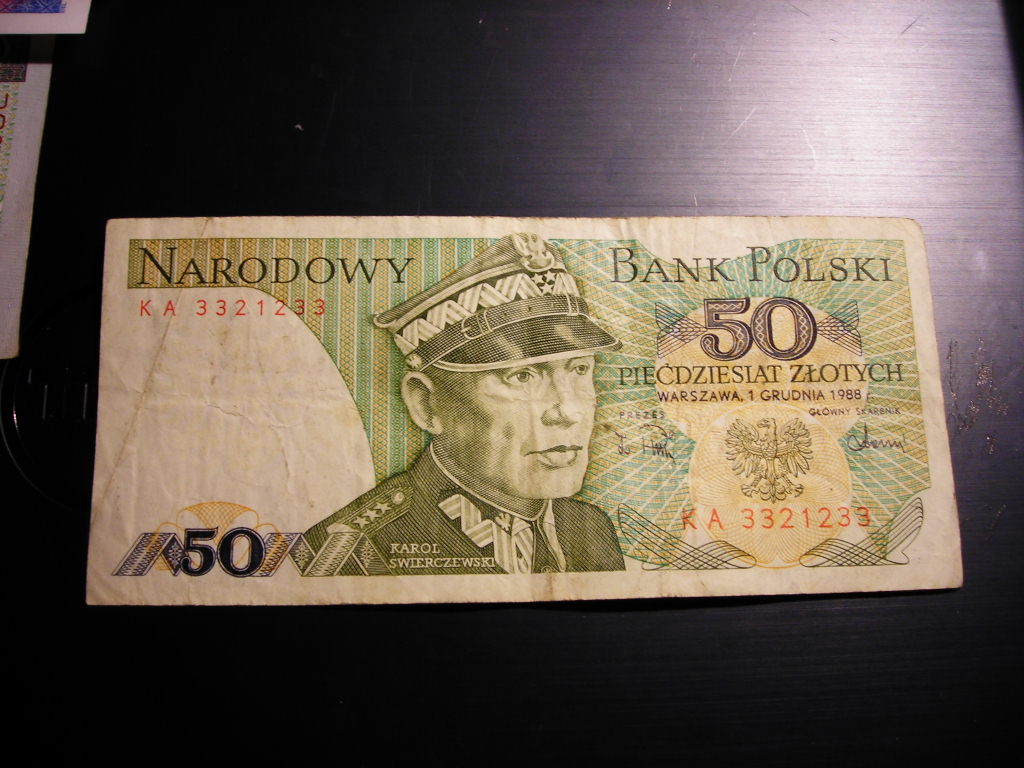 NARODOWY BANK POLSKI
KA 3321233
50
PIĘĆDZIESIĄT ZŁOTYCH
WARSZAWA, 1 GRUDNIA 1988 r.
PREZES GŁÓWNY SKARBNIK
KA 3321233
50
KAROL
ŚWIERCZEWSKI